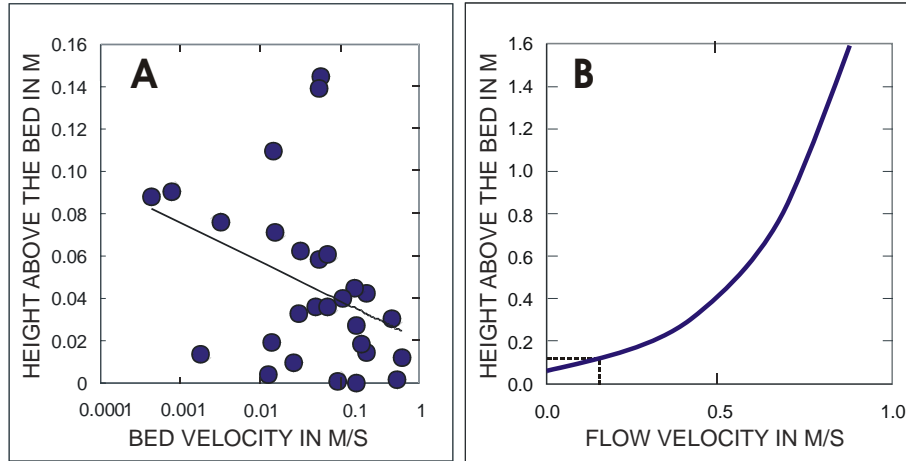 A
HEIGHT ABOVE THE BED IN M
0.16
0.14
0.12
0.10
0.08
0.06
0.04
0.02
0
0.0001 0.001 0.01 0.1 1
BED VELOCITY IN M/S
B
HEIGHT ABOVE THE BED IN M
1.6
1.4
1.2
1.0
0.8
0.6
0.4
0.2
0.0
0.0 0.5 1.0
FLOW VELOCITY IN M/S